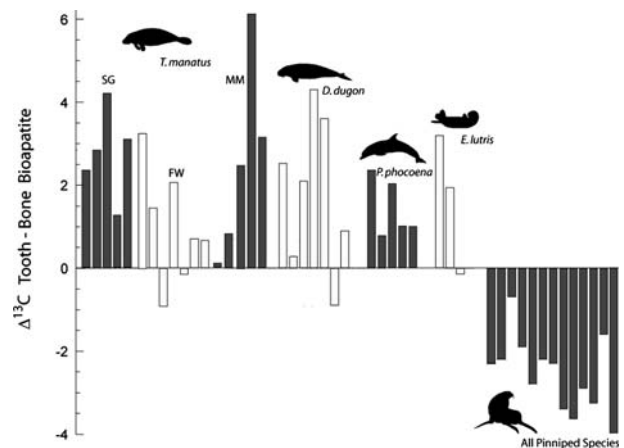 6
4
2
0
-2
-4
Δ13C Tooth - Bone Bioapatite
SG
T. manatus
FW
MM
D. dugon
P. phocoena
E. lutris
All Pinniped Species